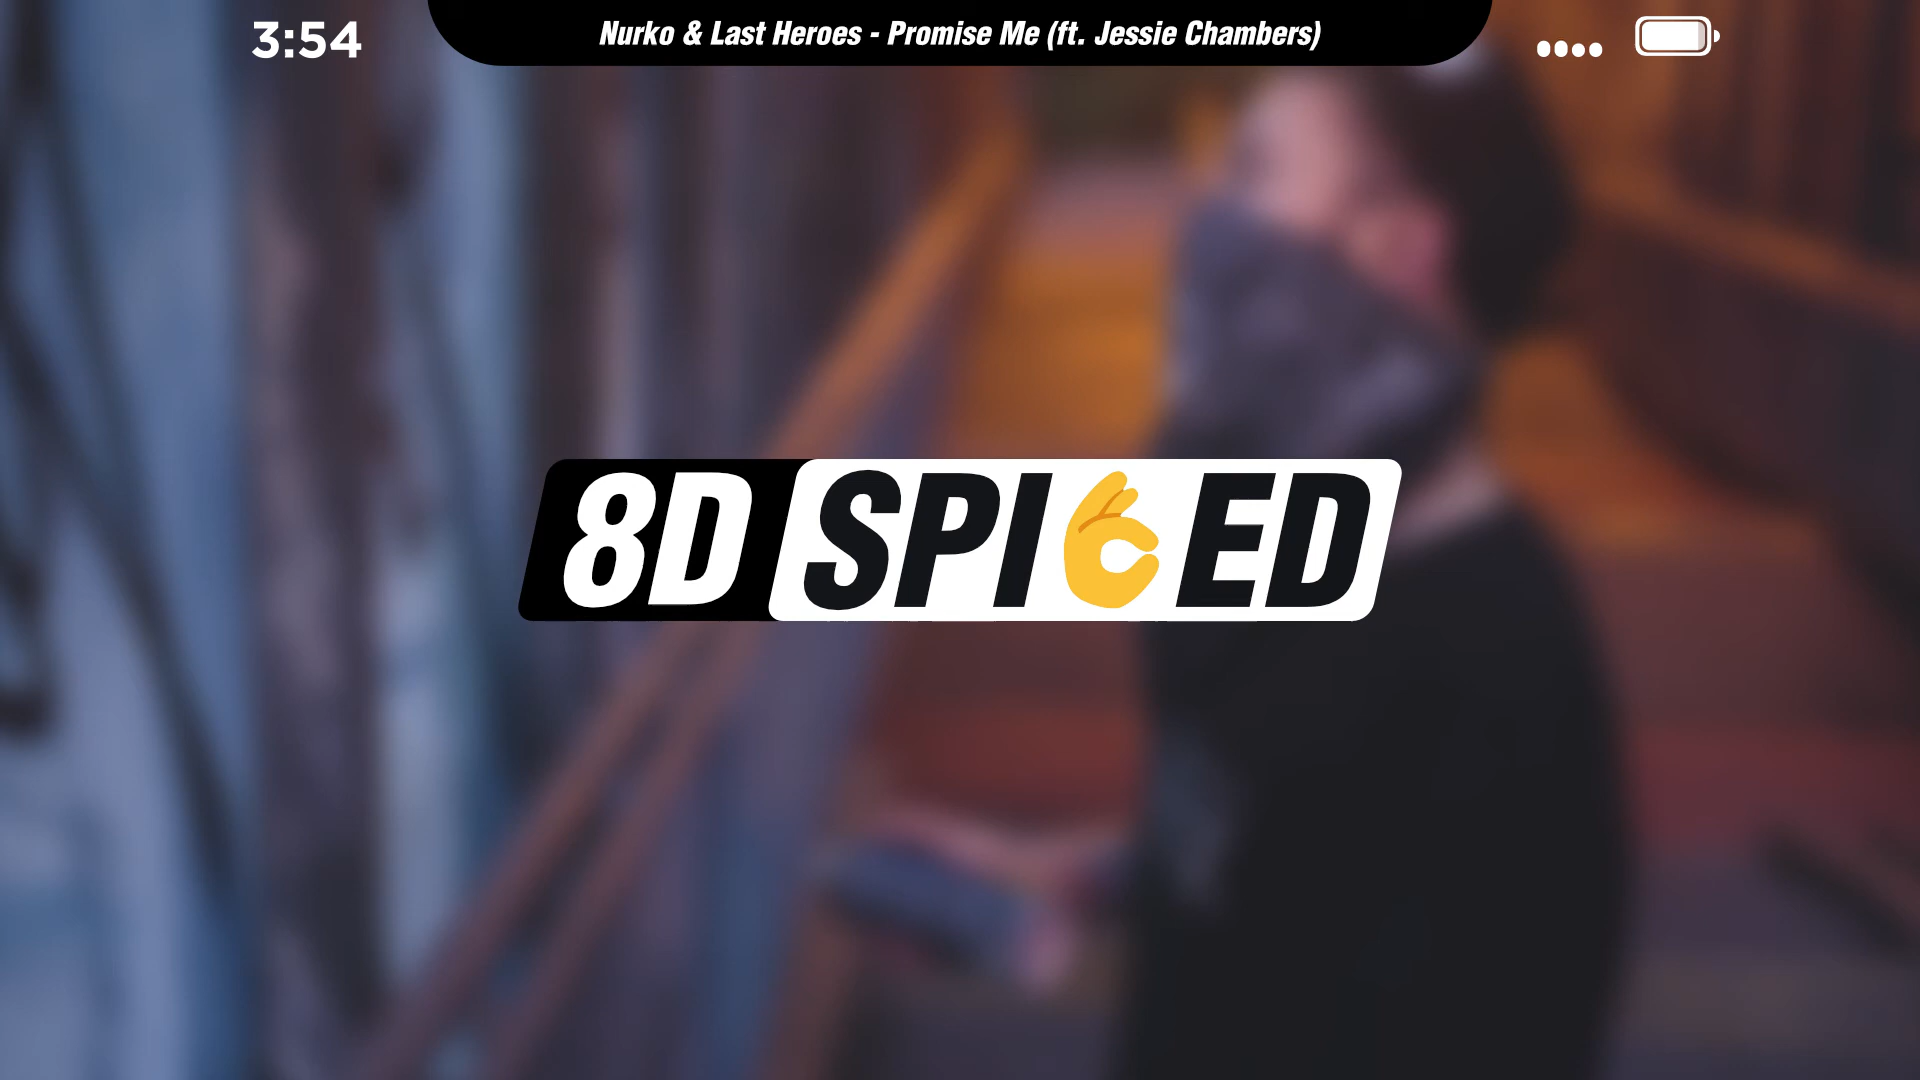 3:54
Nurko & Last Heroes - Promise Me (ft. Jessie Chambers)
8D SPI👌ED